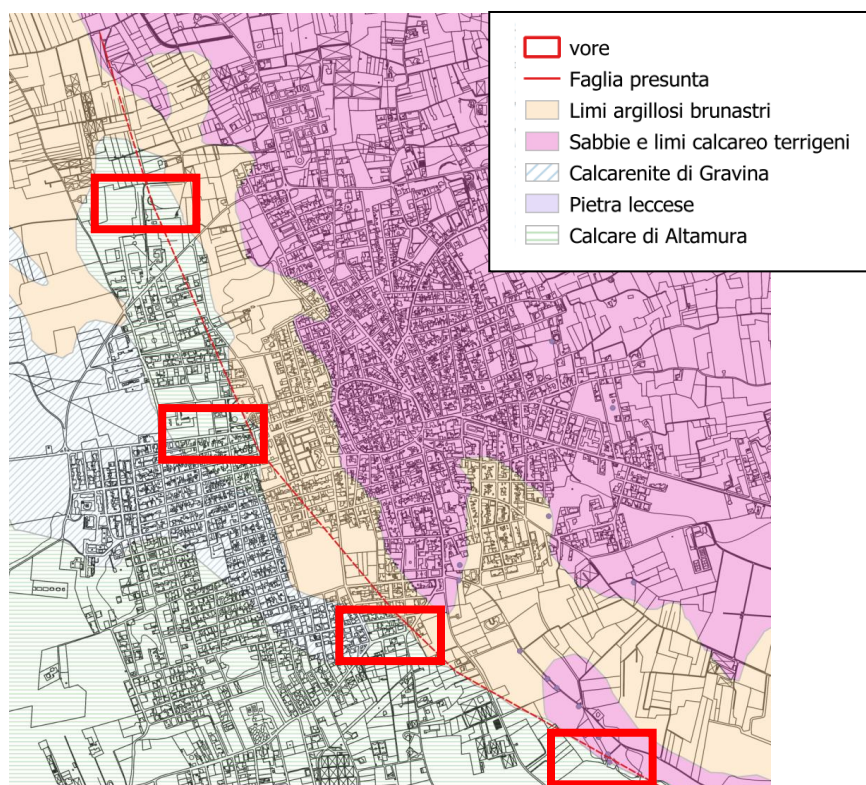 vore
Faglia presunta
Limi argillosi brunastri
Sabbie e limi calcareo terrigeni
Calcarenite di Gravina
Pietra leccese
Calcare di Altamura